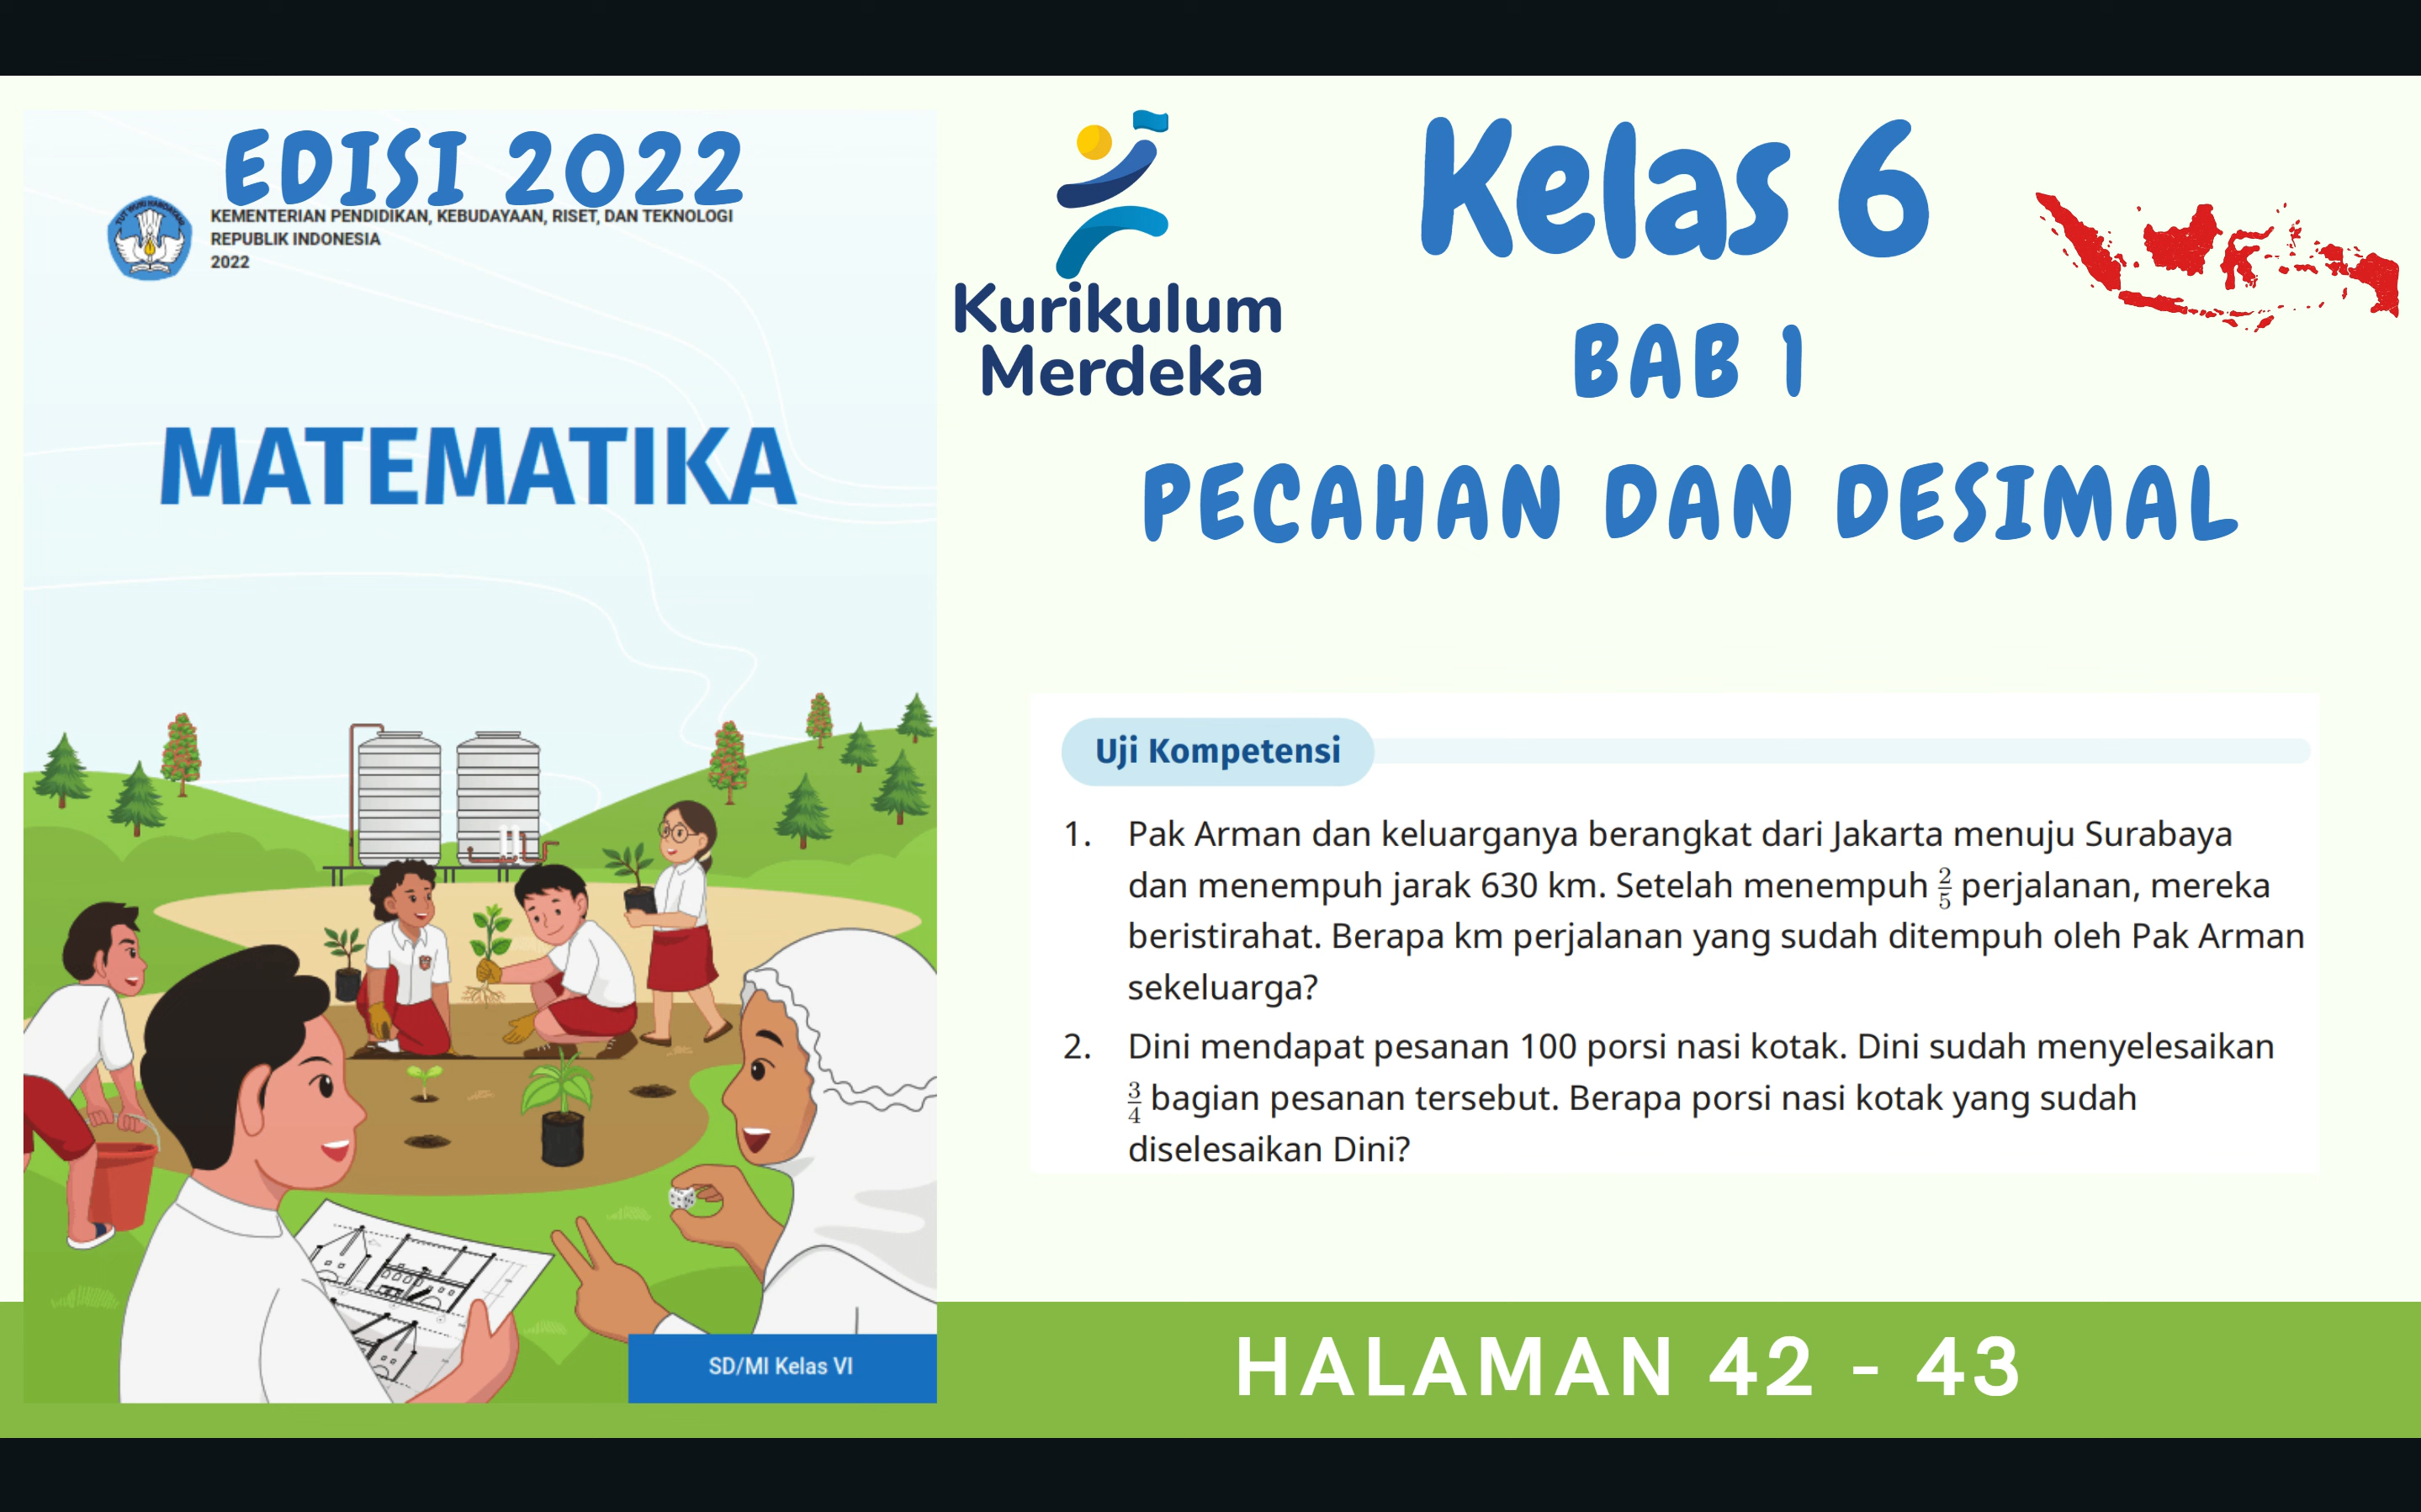 EDISI 2022
KEMENTERIAN PENDIDIKAN, KEBUDAYAAN, RISET, DAN TEKNOLOGI
REPUBLIK INDONESIA
2022
MATEMATIKA
SD/MI Kelas VI
Kurikulum
Merdeka
Kelas 6
BAB 1
PECAHAN DAN DESIMAL
Uji Kompetensi
1. Pak Arman dan keluarganya berangkat dari Jakarta menuju Surabaya
dan menempuh jarak 630 km. Setelah menempuh 2/5 perjalanan, mereka
beristirahat. Berapa km perjalanan yang sudah ditempuh oleh Pak Arman
sekeluarga?
2. Dini mendapat pesanan 100 porsi nasi kotak. Dini sudah menyelesaikan
3/4 bagian pesanan tersebut. Berapa porsi nasi kotak yang sudah
diselesaikan Dini?
HALAMAN 42 - 43